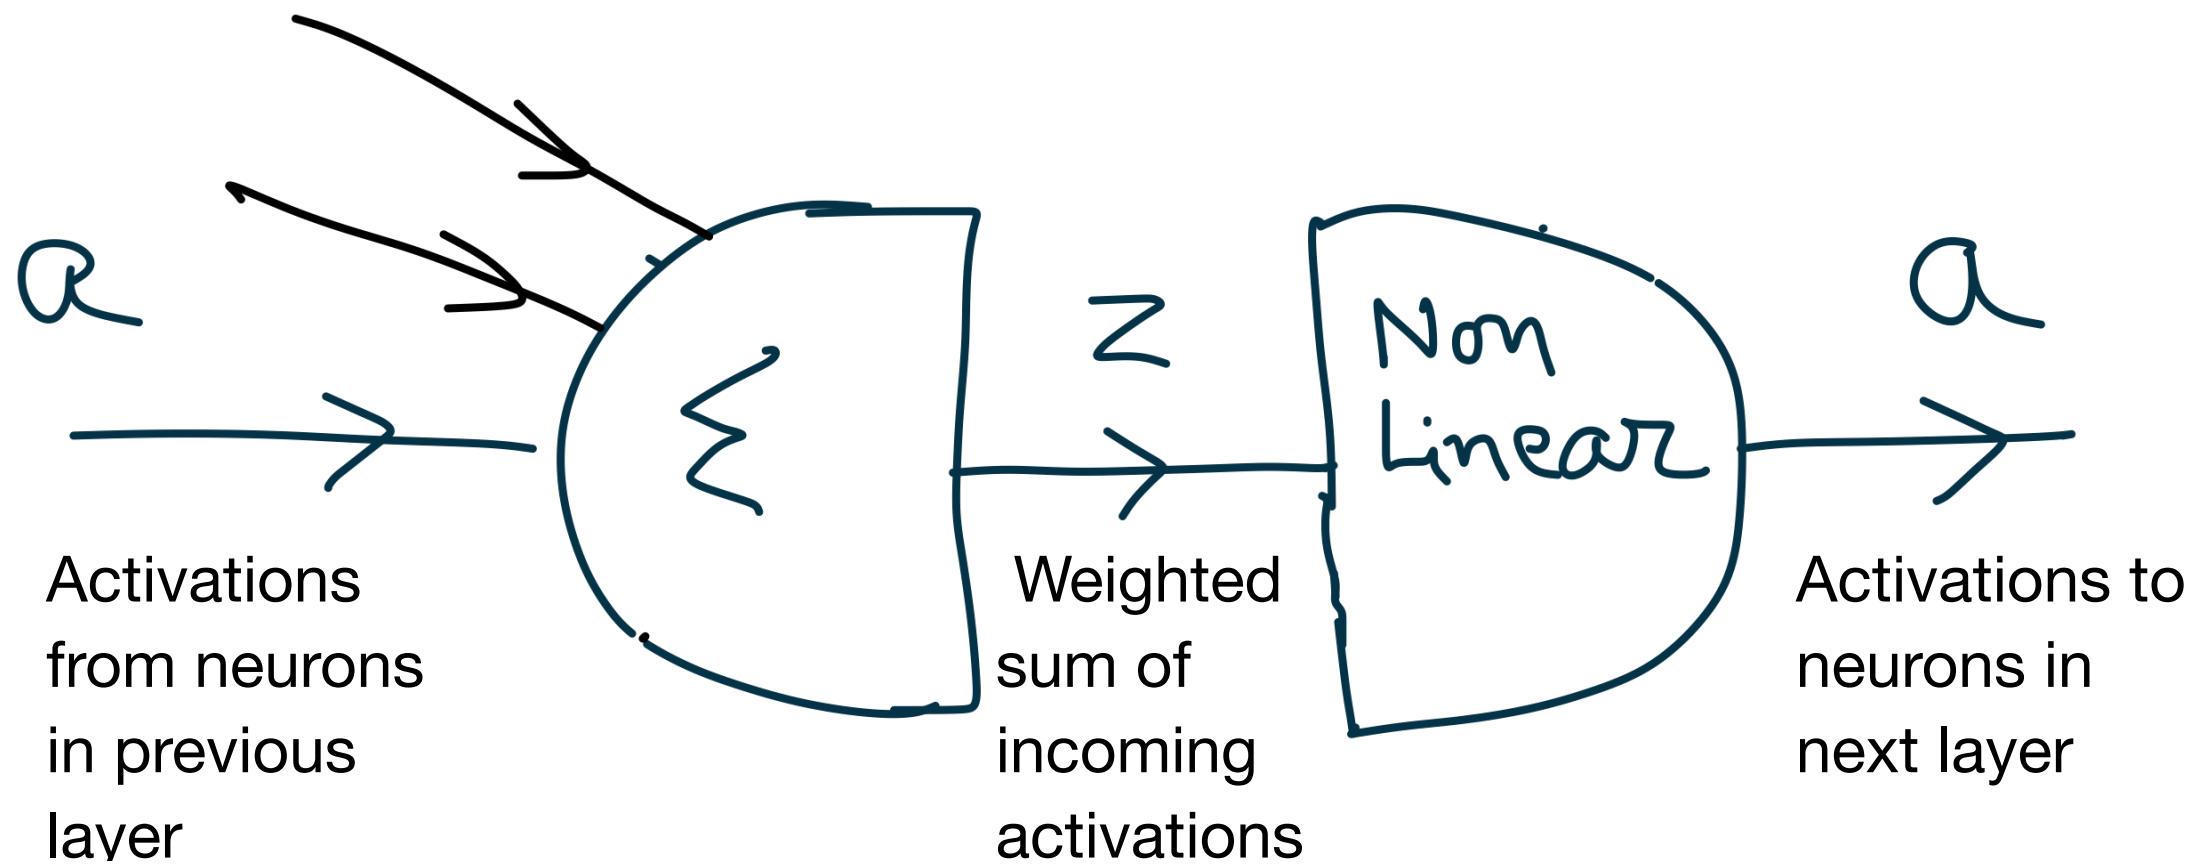 a
Σ
z
Non
Linear
a
Activations
from neurons
in previous
layer
Weighted
sum of
incoming
activations
Activations to
neurons in
next layer